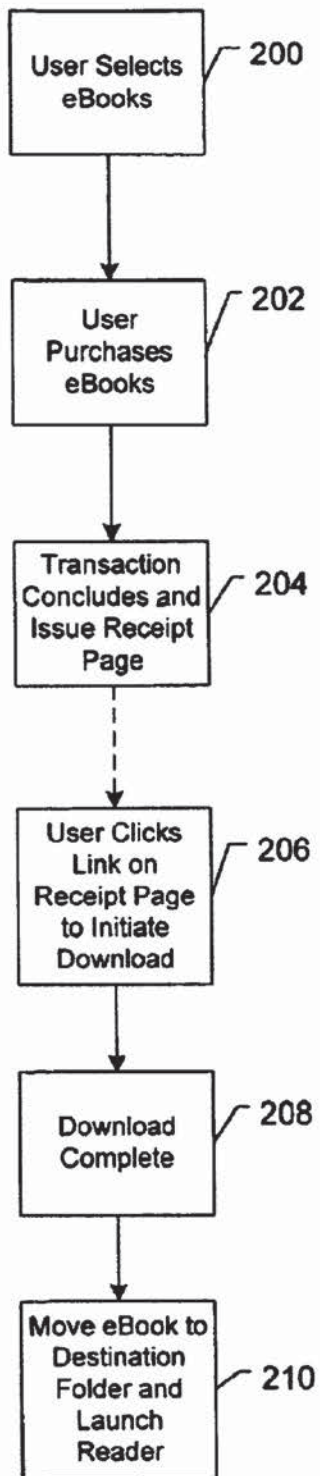 User Selects
eBooks
200
User
Purchases
eBooks
202
Transaction
Concludes and
Issue Receipt
Page
204
User Clicks
Link on
Receipt Page
to Initiate
Download
206
Download
Complete
208
Move eBook to
Destination
Folder and
Launch
Reader
210